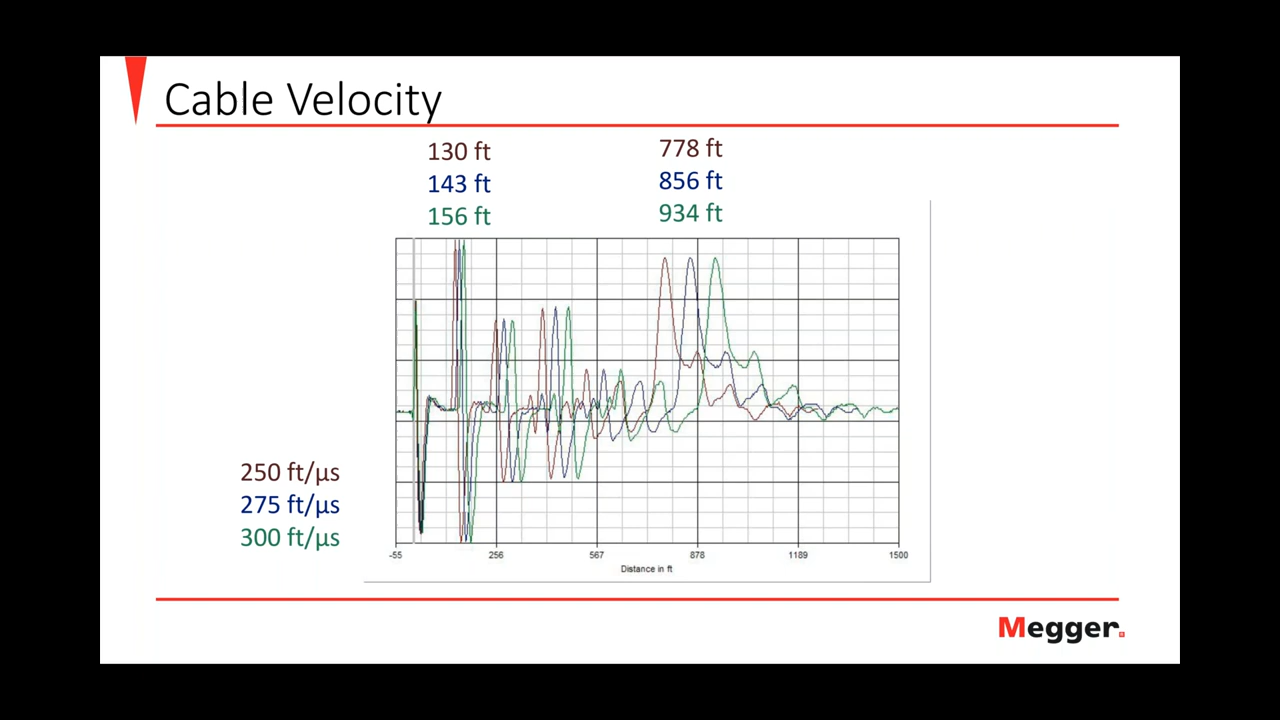 Cable Velocity
130 ft
143 ft
156 ft
778 ft
856 ft
934 ft
250 ft/µs
275 ft/µs
300 ft/µs
-55 256 567 878 1189 1500
Distance in ft
Megger.